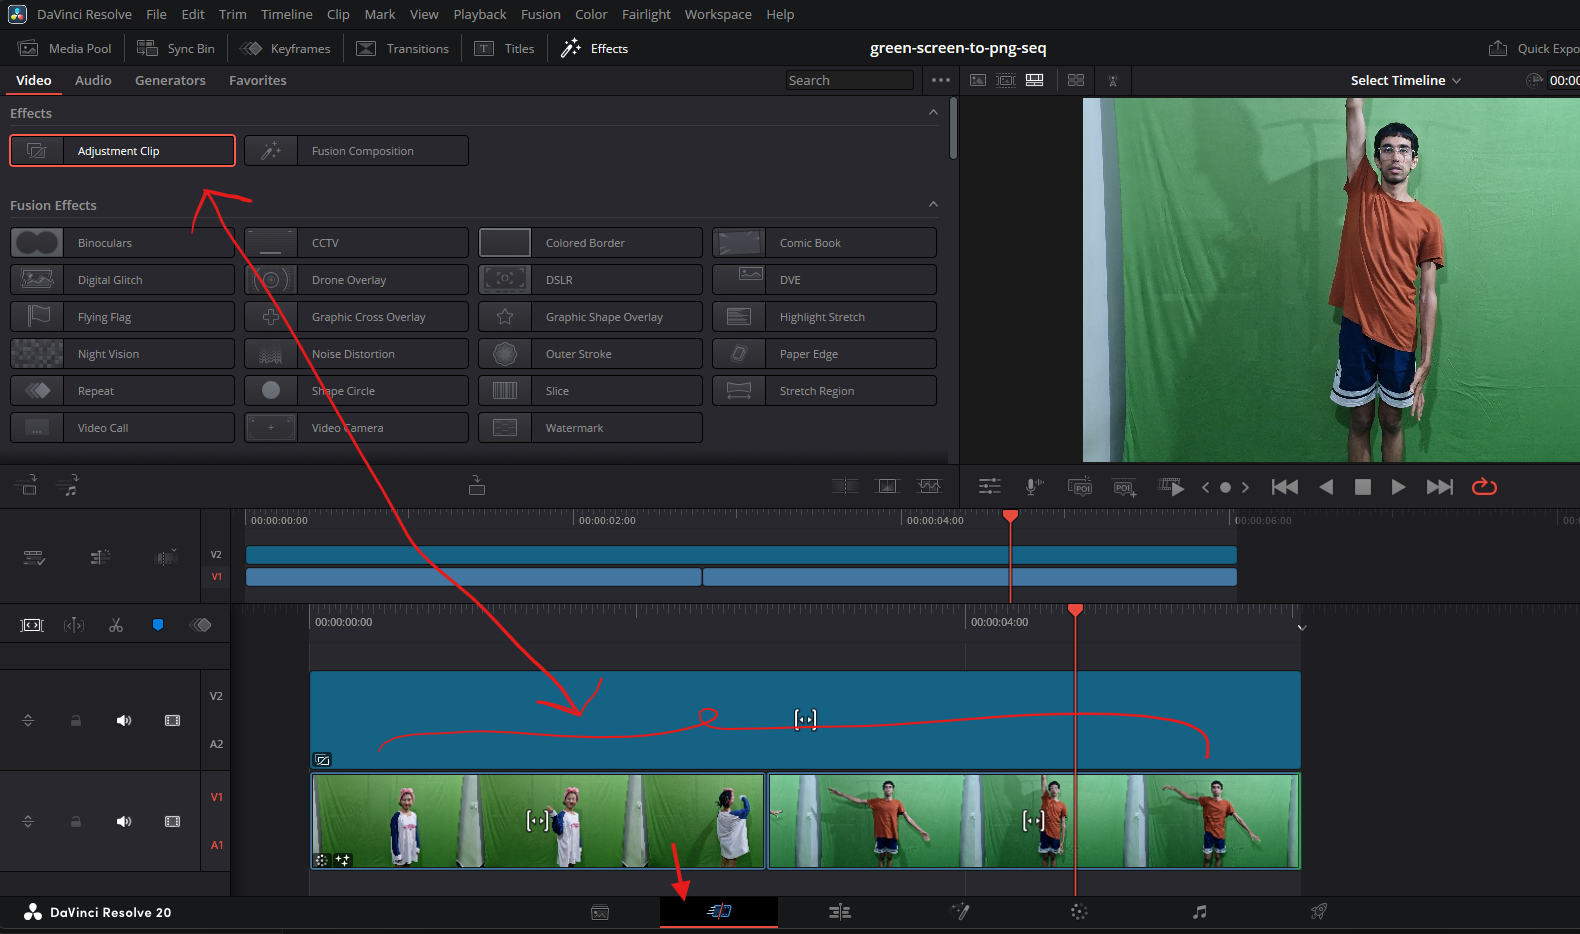 DaVinci Resolve File Edit Trim Timeline Clip Mark View Playback Fusion Color Fairlight Workspace Help
Media Pool Sync Bin Keyframes Transitions T Titles Effects green-screen-to-png-seq Quick Expo
Video Audio Generators Favorites Search Select Timeline 00:00
Effects
Adjustment Clip Fusion Composition
Fusion Effects
Binoculars CCTV Colored Border Comic Book
Digital Glitch Drone Overlay DSLR DVE
Flying Flag Graphic Cross Overlay Graphic Shape Overlay Highlight Stretch
Night Vision Noise Distortion Outer Stroke Paper Edge
Repeat Shape Circle Slice Stretch Region
Video Call Video Camera Watermark
POI POI
00:00:00:00 00:00:02:00 00:00:04:00 00:00:06:00 00:
V2
V1
00:00:00:00 00:00:04:00
V2
A2
V1
A1
DaVinci Resolve 20